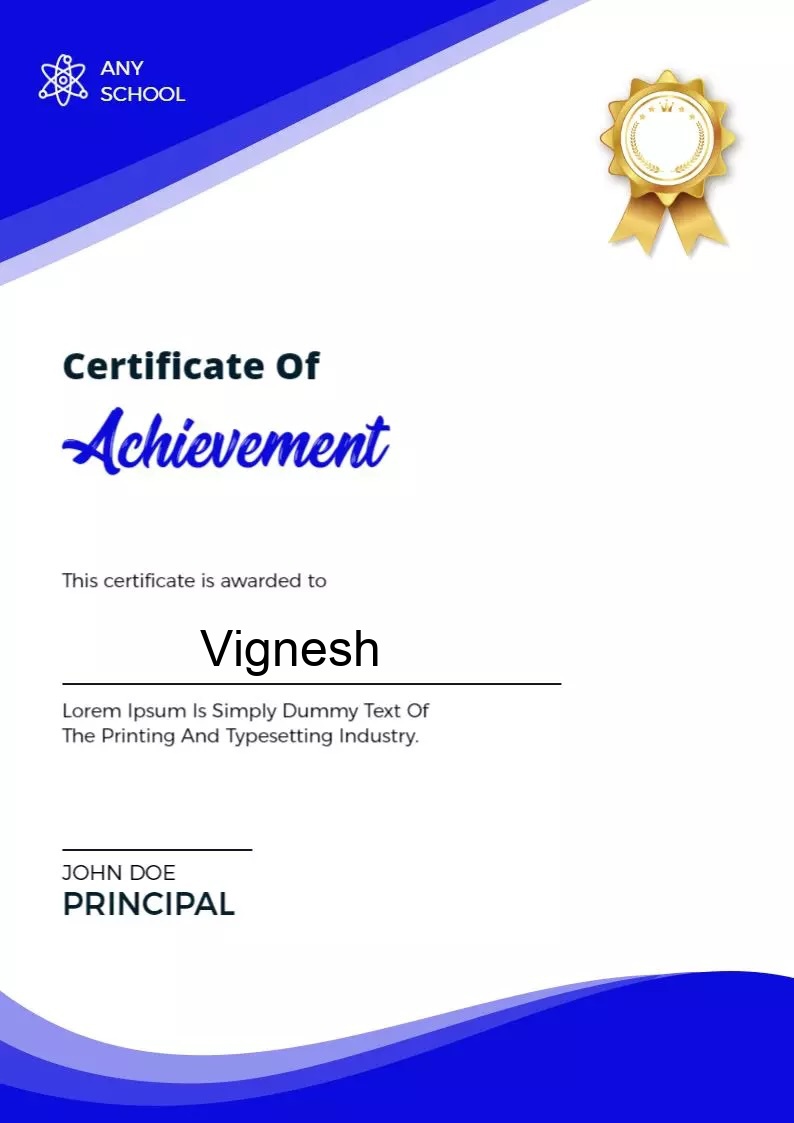 ANY
SCHOOL
Certificate Of
Achievement
This certificate is awarded to
Vignesh
Lorem Ipsum Is Simply Dummy Text Of
The Printing And Typesetting Industry.
JOHN DOE
PRINCIPAL